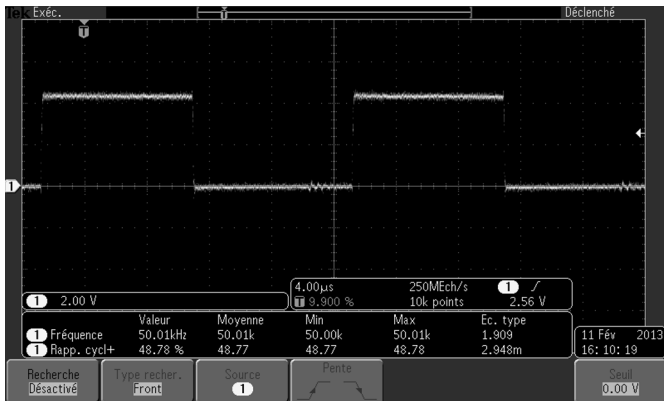 Tek Exéc. Déclenché
T
T
1
4.00µs 250MEch/s 1
1 2.00 V T 9.900 % 10k points 2.56 V
Valeur Moyenne Min Max Ec. type
1 Fréquence 50.01kHz 50.01k 50.00k 50.01k 1.909
1 Rapp. cycl+ 48.78 % 48.77 48.77 48.78 2.948m
11 Fév 2013
16:10:19
Recherche Désactivé
Type recher. Front
Source 1
Pente
Seuil 0.00 V